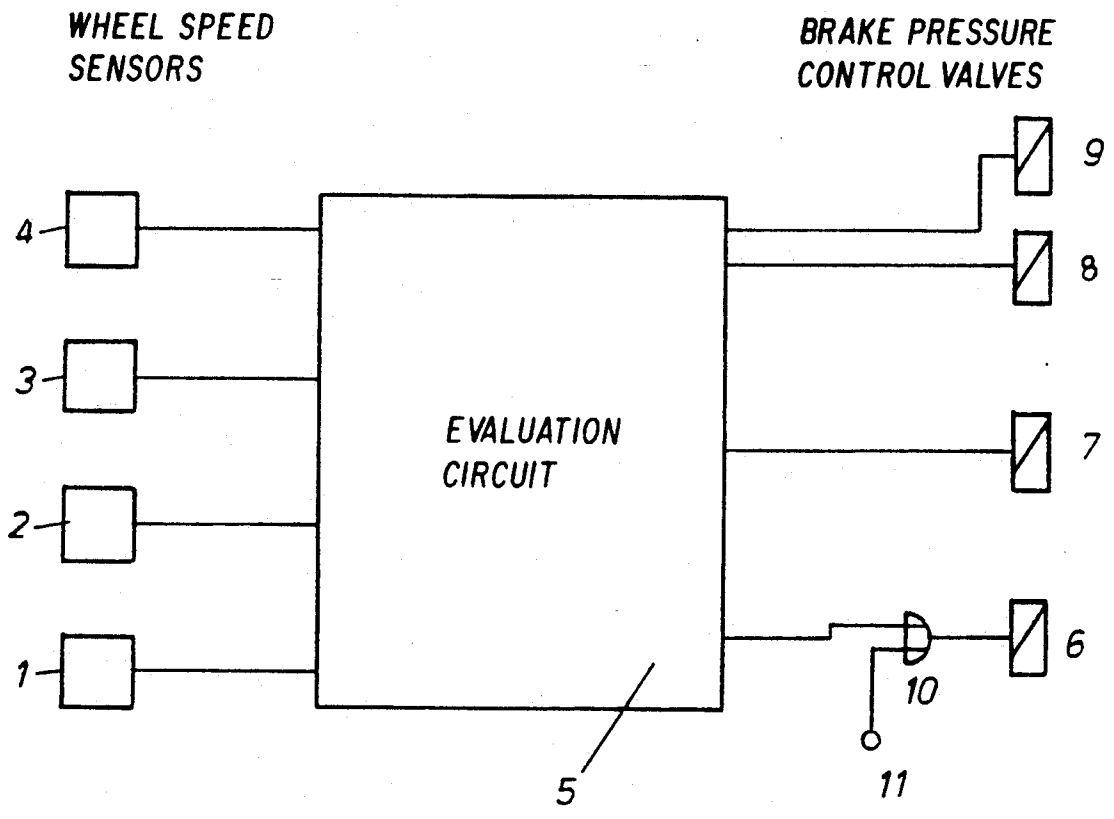 WHEEL SPEED
SENSORS
BRAKE PRESSURE
CONTROL VALVES
9
4
8
3
EVALUATION
CIRCUIT
7
2
1
6
10
11
5